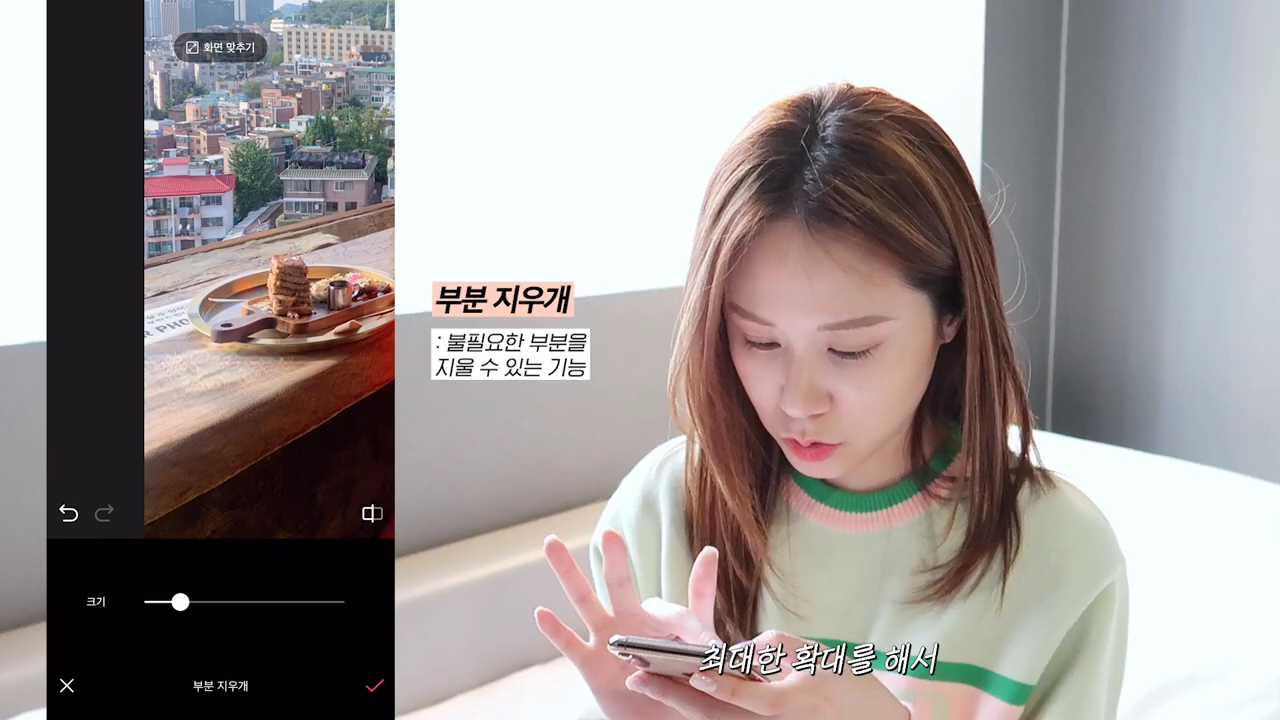 화면 맞추기
R PHO
크기
부분 지우개
부분 지우개
: 불필요한 부분을
지울 수 있는 기능
최대한 확대를 해서